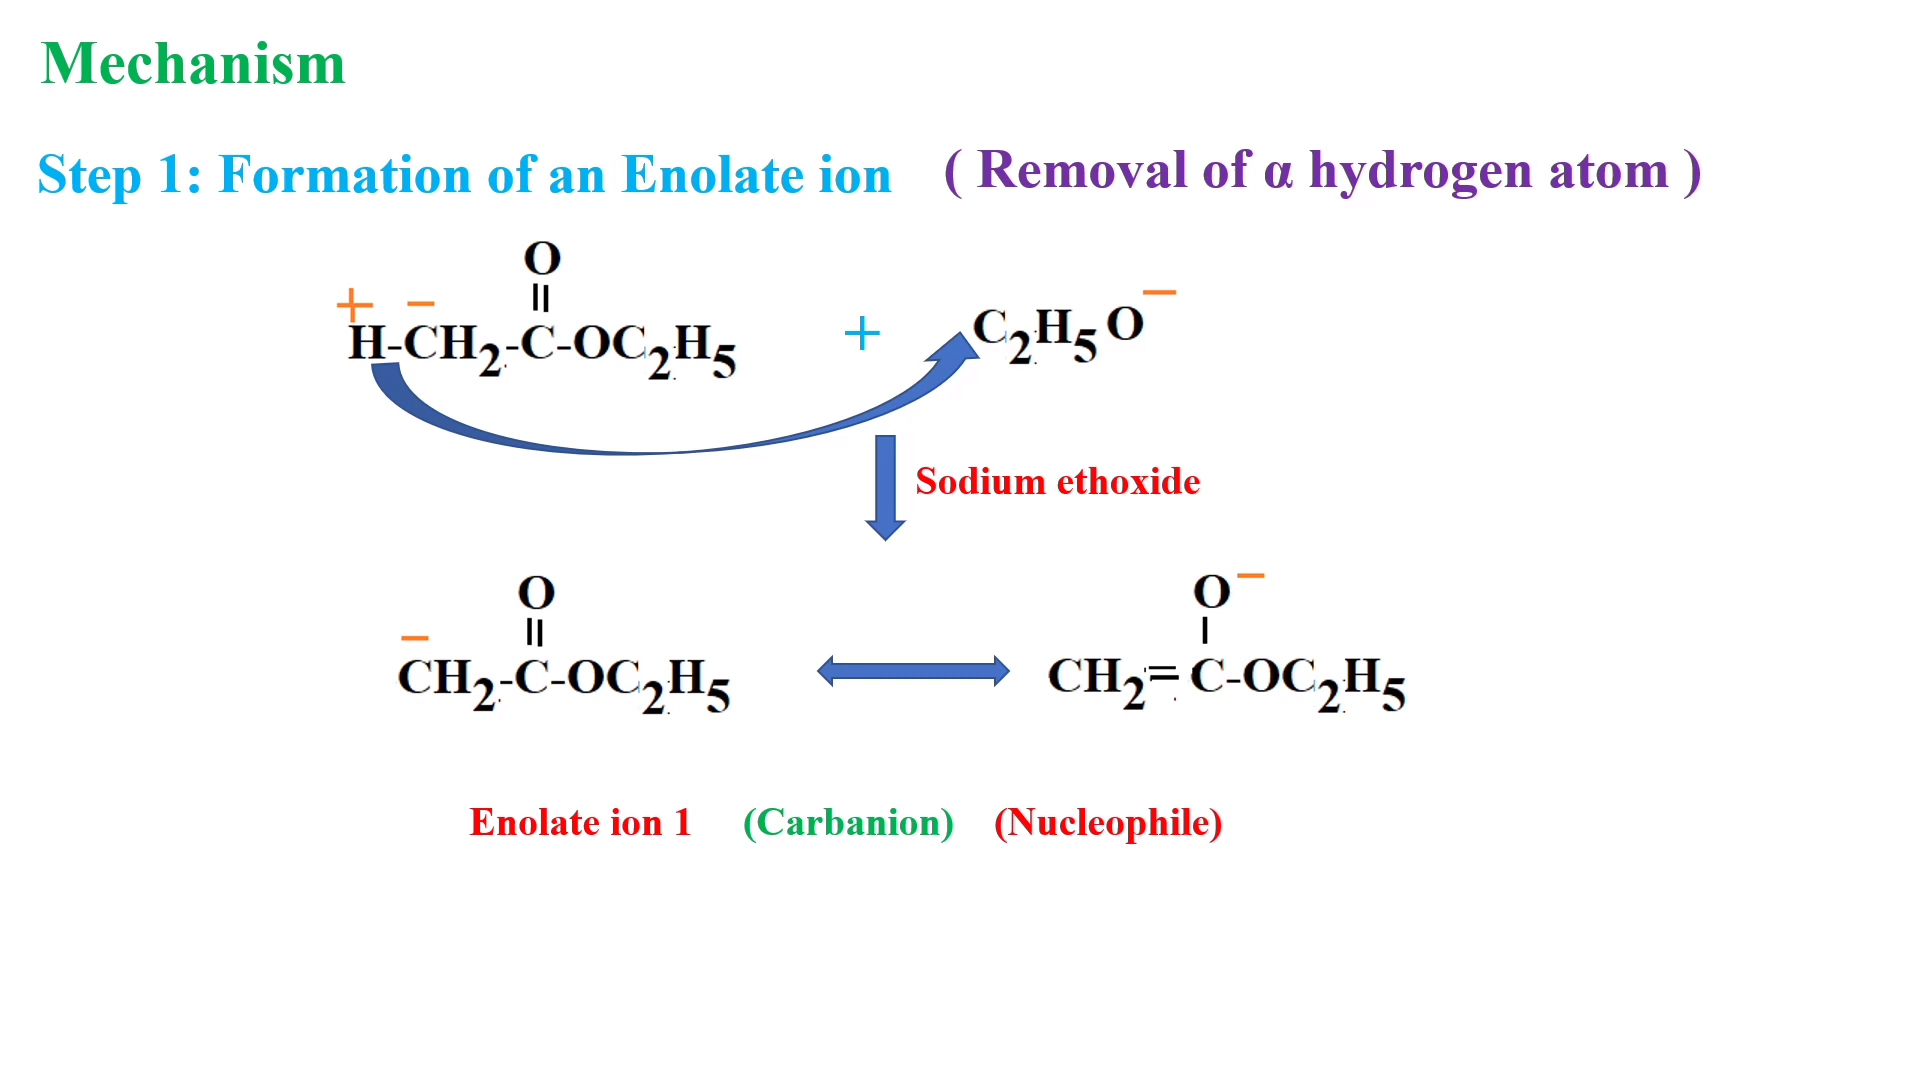 Mechanism
Step 1: Formation of an Enolate ion ( Removal of α hydrogen atom )
O
||
+ −
H-CH2-C-OC2H5 + C2H5O−
Sodium ethoxide
O O−
|| |
−
CH2-C-OC2H5 CH2=C-OC2H5
Enolate ion 1 (Carbanion) (Nucleophile)